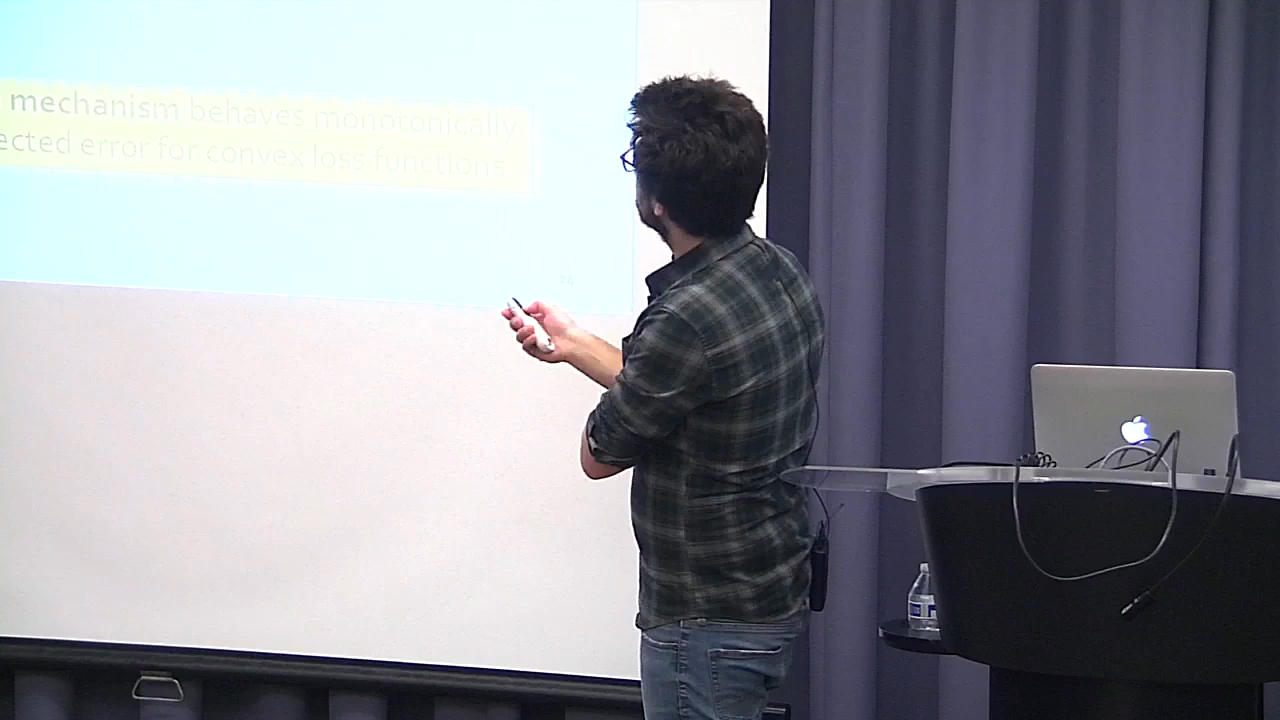 mechanism behaves monotonically
ected error for convex loss functions